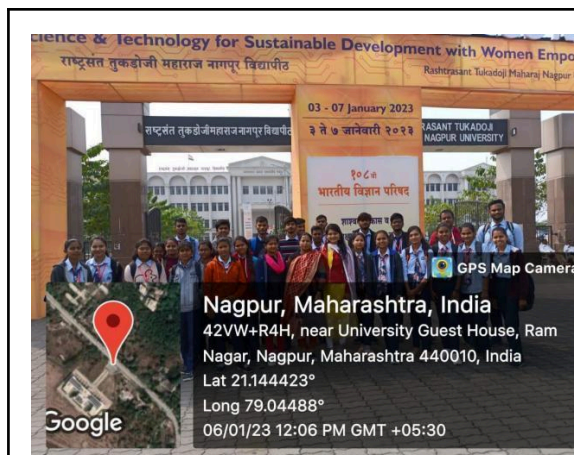 cience & Technology for Sustainable Development with Women Empo
राष्ट्रसंत तुकडोजी महाराज नागपूर विद्यापीठ
Rashtrasant Tukadoji Maharaj Nagpur
03 - 07 January 2023
३ ते ७ जानेवारी २०२३
राष्ट्रसंत तुकडोजी महाराज नागपूर विद्यापीठ
RASANT TUKADOJI
NAGPUR UNIVERSITY
१०८वी
भारतीय विज्ञान परिषद
GPS Map Camera
Nagpur, Maharashtra, India
42VW+R4H, near University Guest House, Ram
Nagar, Nagpur, Maharashtra 440010, India
Lat 21.144423°
Long 79.04488°
06/01/23 12:06 PM GMT +05:30
Google